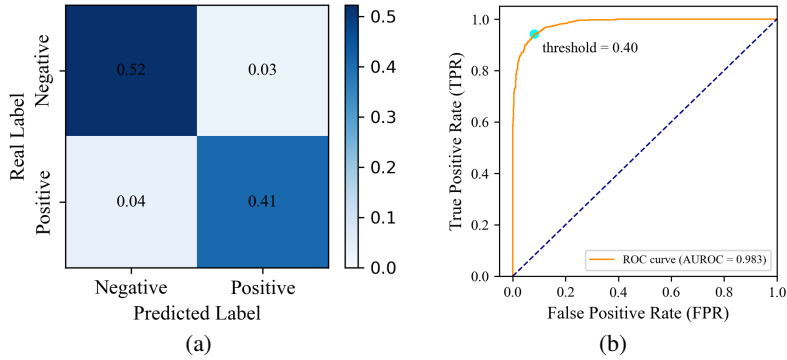 Real Label
Negative
Positive
0.52
0.03
0.04
0.41
Negative
Positive
Predicted Label
0.5
0.4
0.3
0.2
0.1
0.0
(a)
True Positive Rate (TPR)
1.0
0.8
0.6
0.4
0.2
0.0
threshold = 0.40
ROC curve (AUROC = 0.983)
0.0
0.2
0.4
0.6
0.8
1.0
False Positive Rate (FPR)
(b)